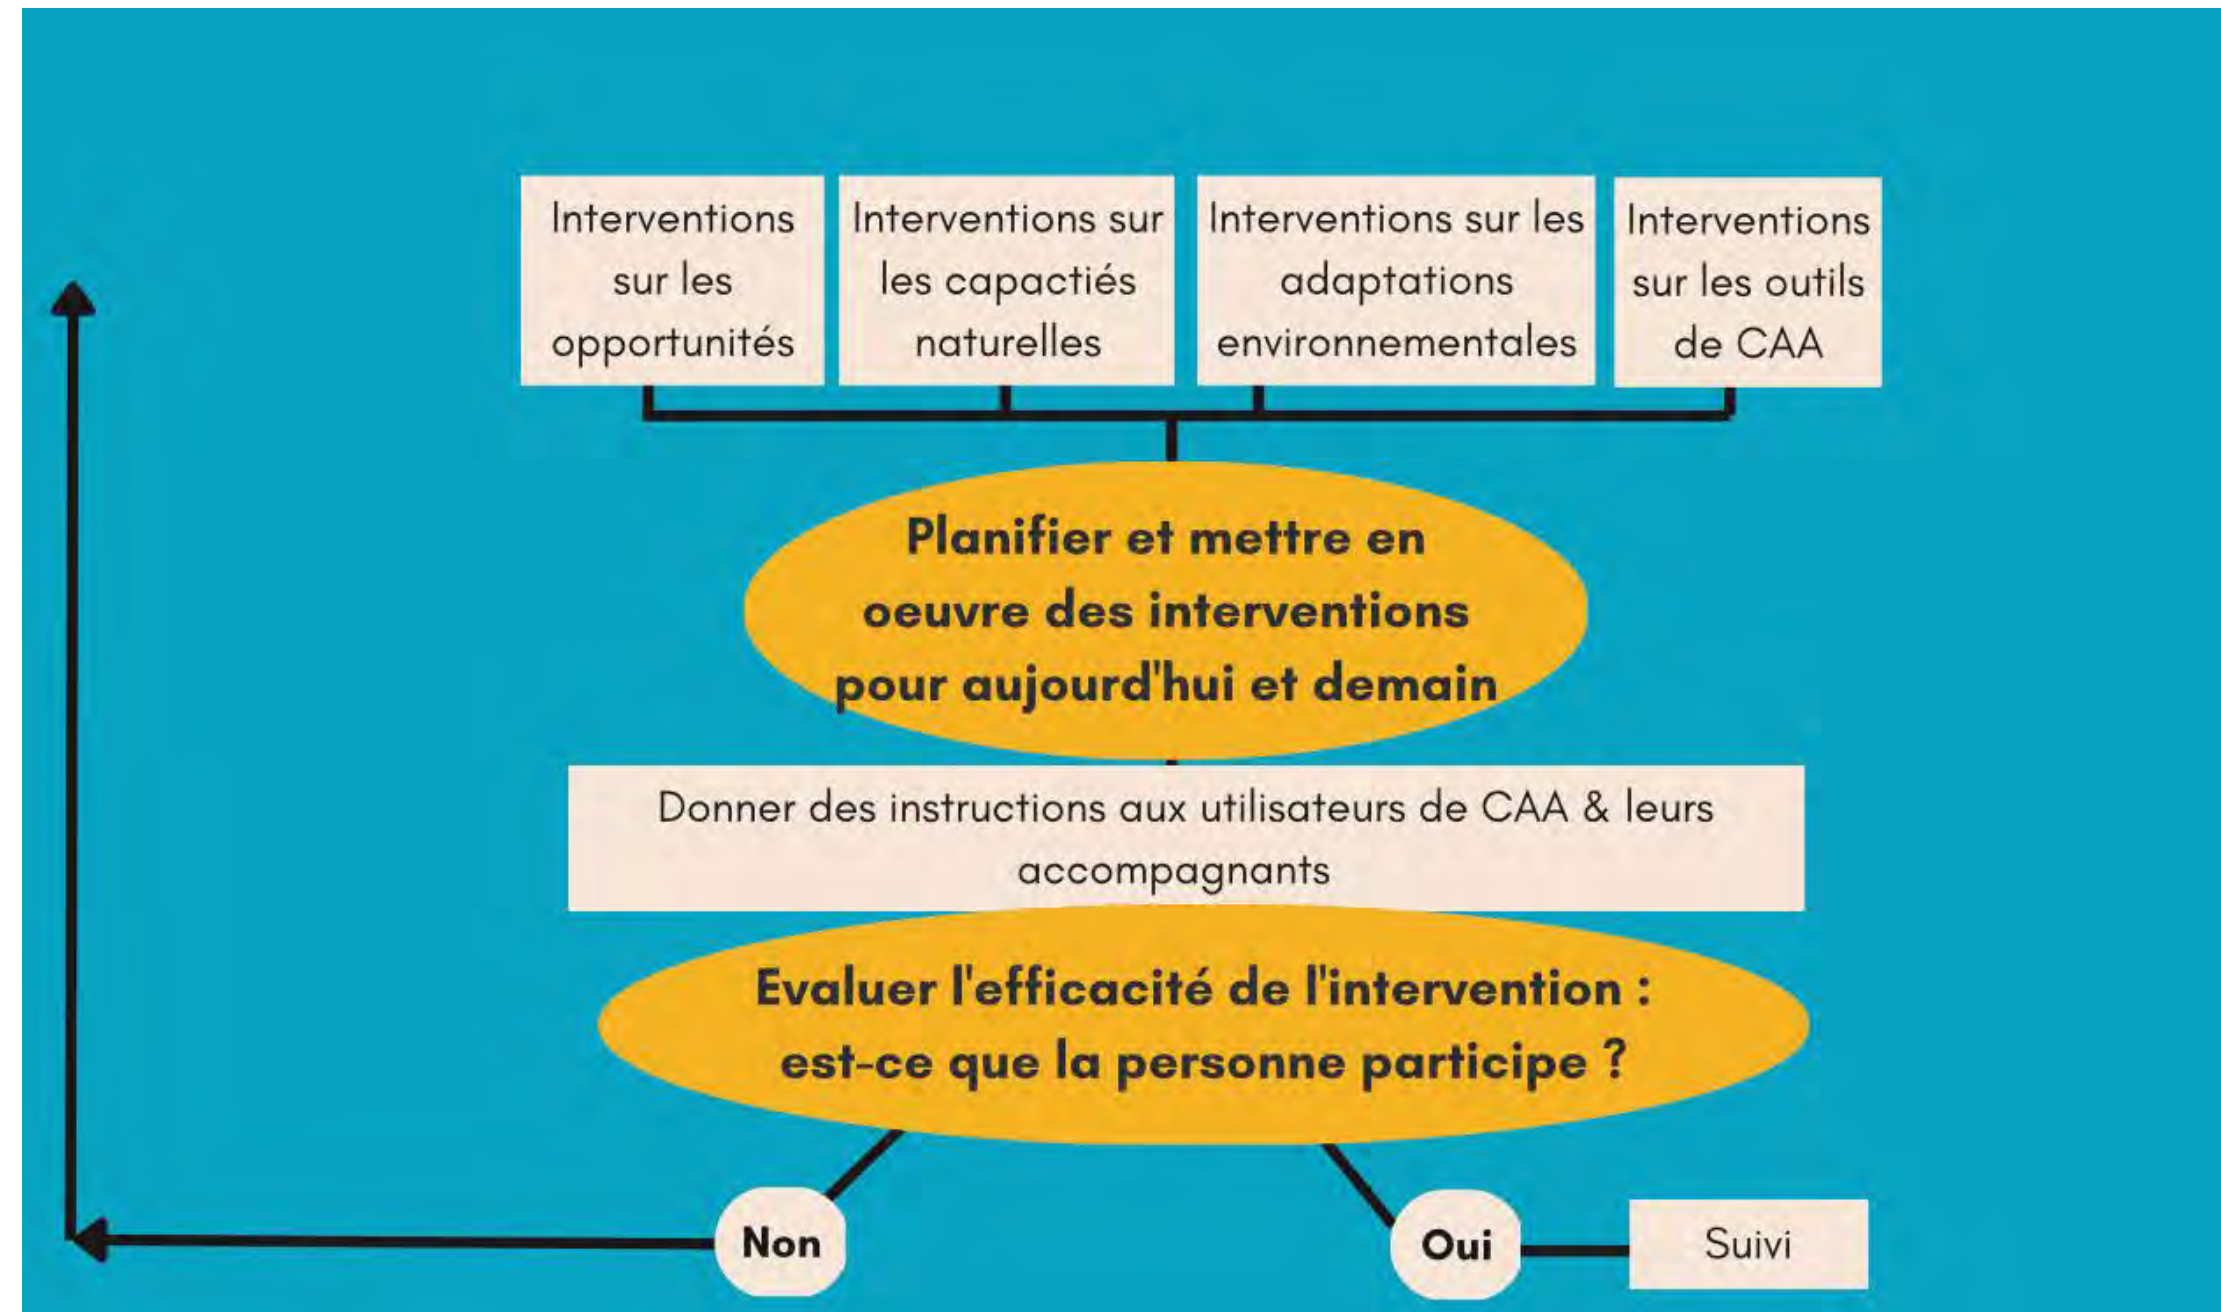 Interventions
sur les
opportunités
Interventions sur
les capactiés
naturelles
Interventions sur les
adaptations
environnementales
Interventions
sur les outils
de CAA
Planifier et mettre en
oeuvre des interventions
pour aujourd'hui et demain
Donner des instructions aux utilisateurs de CAA & leurs
accompagnants
Evaluer l'efficacité de l'intervention :
est-ce que la personne participe ?
Non
Oui
Suivi